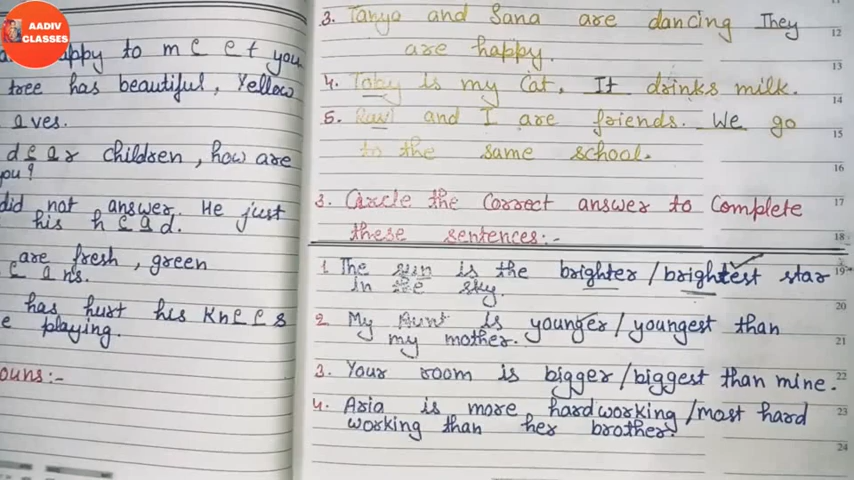 AADIV
CLASSES
appy to meet you
tree has beautiful, Yellow
aves.
dear children, how are
you?
did not answer. He just
his head.
are fresh, green
eans.
has hurt his knees
e playing.
ouns:-
3. Tanya and Sana are dancing They
are happy.
4. Toby is my Cat, It drinks milk.
5. Ravi and I are friends. We go
to the same school.
3. Circle the Correct answer to Complete
these sentences:-
1 The sun is the brighter/brightest star
in the sky.
2. My Aunt is younger/youngest than
my mother.
3. Your room is bigger/biggest than mine.
4. Aria is more hardworking/most hard
working than her brother.
12
13
14
15
16
17
18
19
20
21
22
23
24